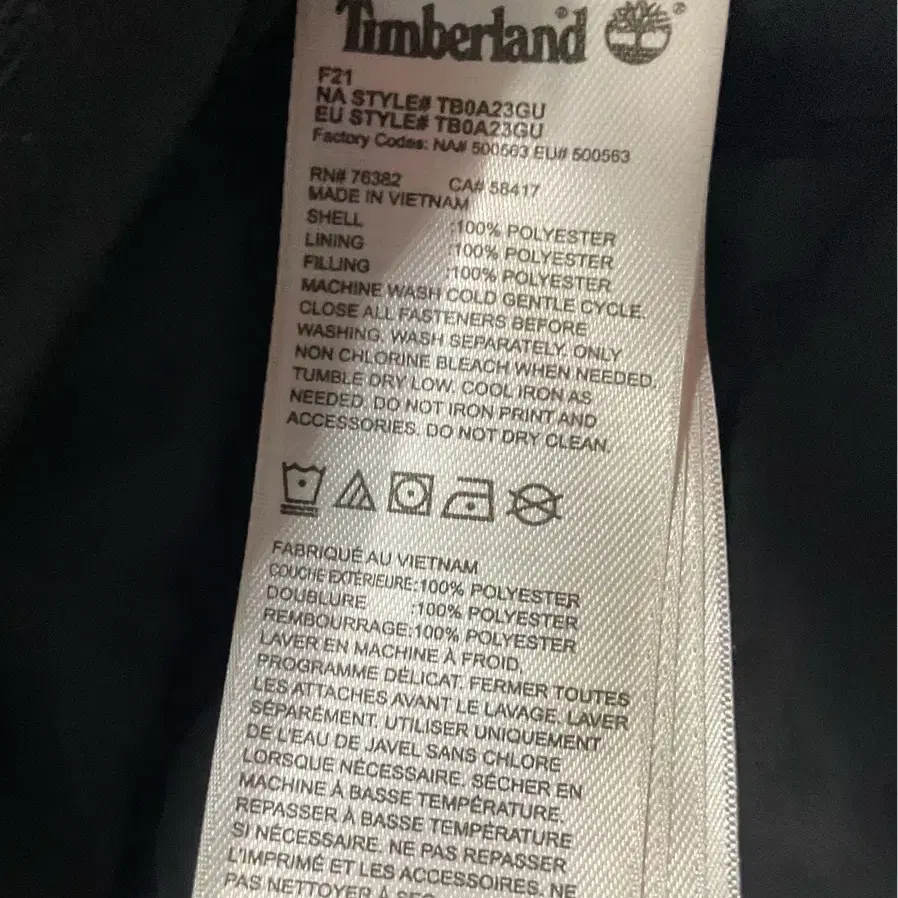 Timberland
F21
NA STYLE# TB0A23GU
EU STYLE# TB0A23GU
Factory Codes: NA# 500563 EU# 500563
RN# 76382 CA# 58417
MADE IN VIETNAM
SHELL :100% POLYESTER
LINING :100% POLYESTER
FILLING :100% POLYESTER
MACHINE WASH COLD GENTLE CYCLE.
CLOSE ALL FASTENERS BEFORE
WASHING. WASH SEPARATELY. ONLY
NON CHLORINE BLEACH WHEN NEEDED.
TUMBLE DRY LOW. COOL IRON AS
NEEDED. DO NOT IRON PRINT AND
ACCESSORIES. DO NOT DRY CLEAN.
FABRIQUÉ AU VIETNAM
COUCHE EXTÉRIEURE:100% POLYESTER
DOUBLURE :100% POLYESTER
REMBOURRAGE:100% POLYESTER
LAVER EN MACHINE À FROID.
PROGRAMME DÉLICAT. FERMER TOUTES
LES ATTACHES AVANT LE LAVAGE. LAVER
SÉPARÉMENT. UTILISER UNIQUEMENT
DE L'EAU DE JAVEL SANS CHLORE
LORSQUE NÉCESSAIRE. SÉCHER EN
MACHINE À BASSE TEMPÉRATURE.
REPASSER À BASSE TEMPÉRATURE
SI NÉCESSAIRE. NE PAS REPASSER
L'IMPRIMÉ ET LES ACCESSOIRES. NE
PAS NETTOYER À SEC